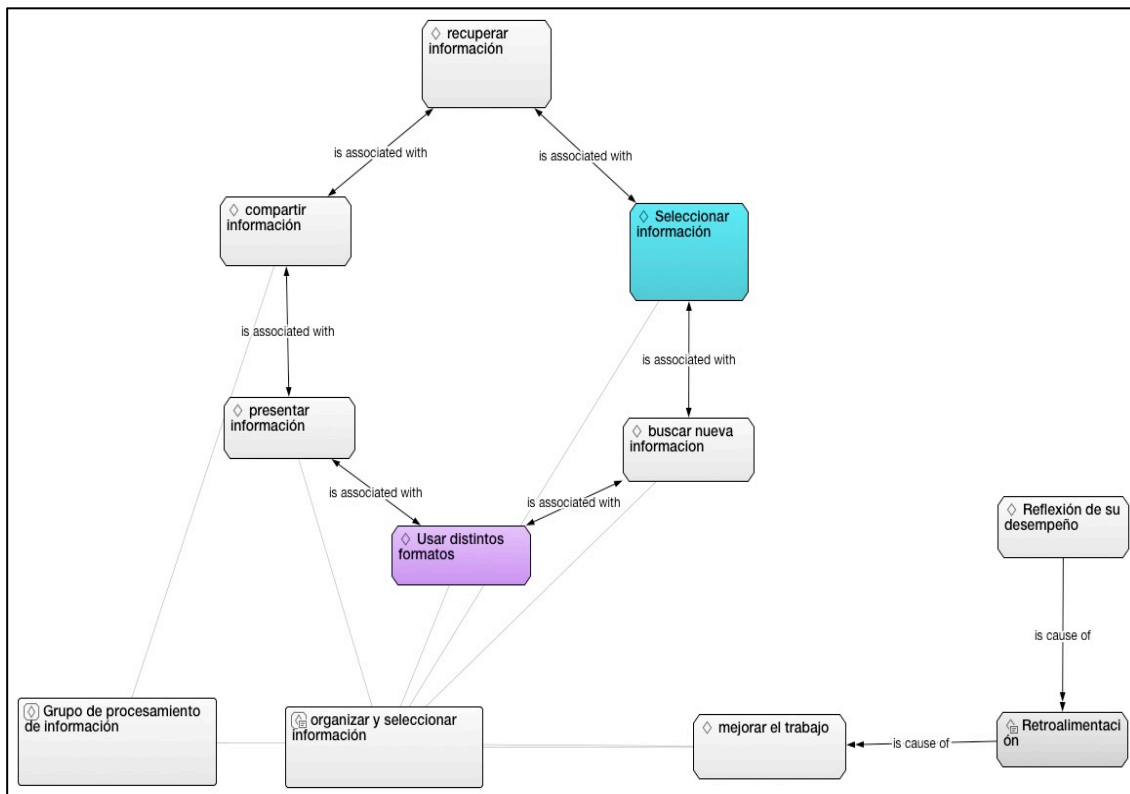 recuperar
información
is associated with
is associated with
compartir
información
Seleccionar
información
is associated with
is associated with
presentar
información
buscar nueva
informacion
is associated with
is associated with
Usar distintos
formatos
Reflexión de su
desempeño
is cause of
Grupo de procesamiento
de información
organizar y seleccionar
información
mejorar el trabajo
is cause of
Retroalimentaci
ón